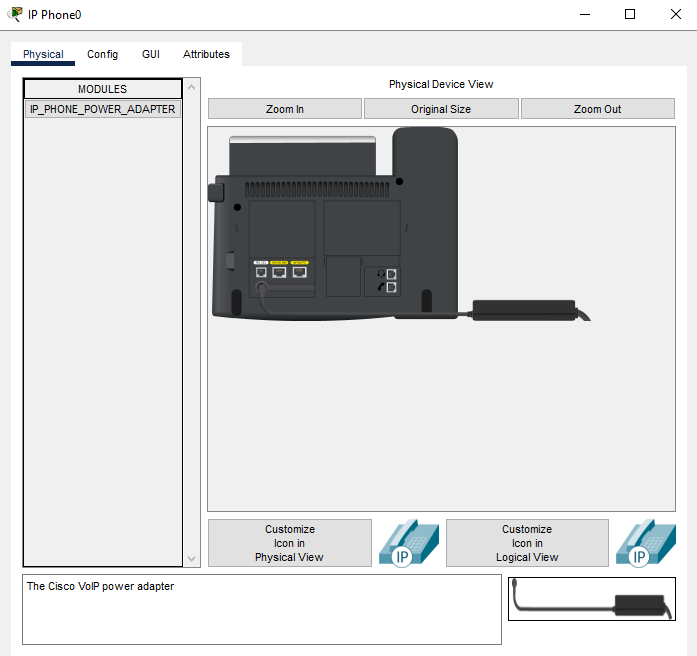 IP Phone0
Physical
Config
GUI
Attributes
MODULES
IP_PHONE_POWER_ADAPTER
Physical Device View
Zoom In
Original Size
Zoom Out
Customize
Icon in
Physical View
IP
Customize
Icon in
Logical View
IP
The Cisco VoIP power adapter